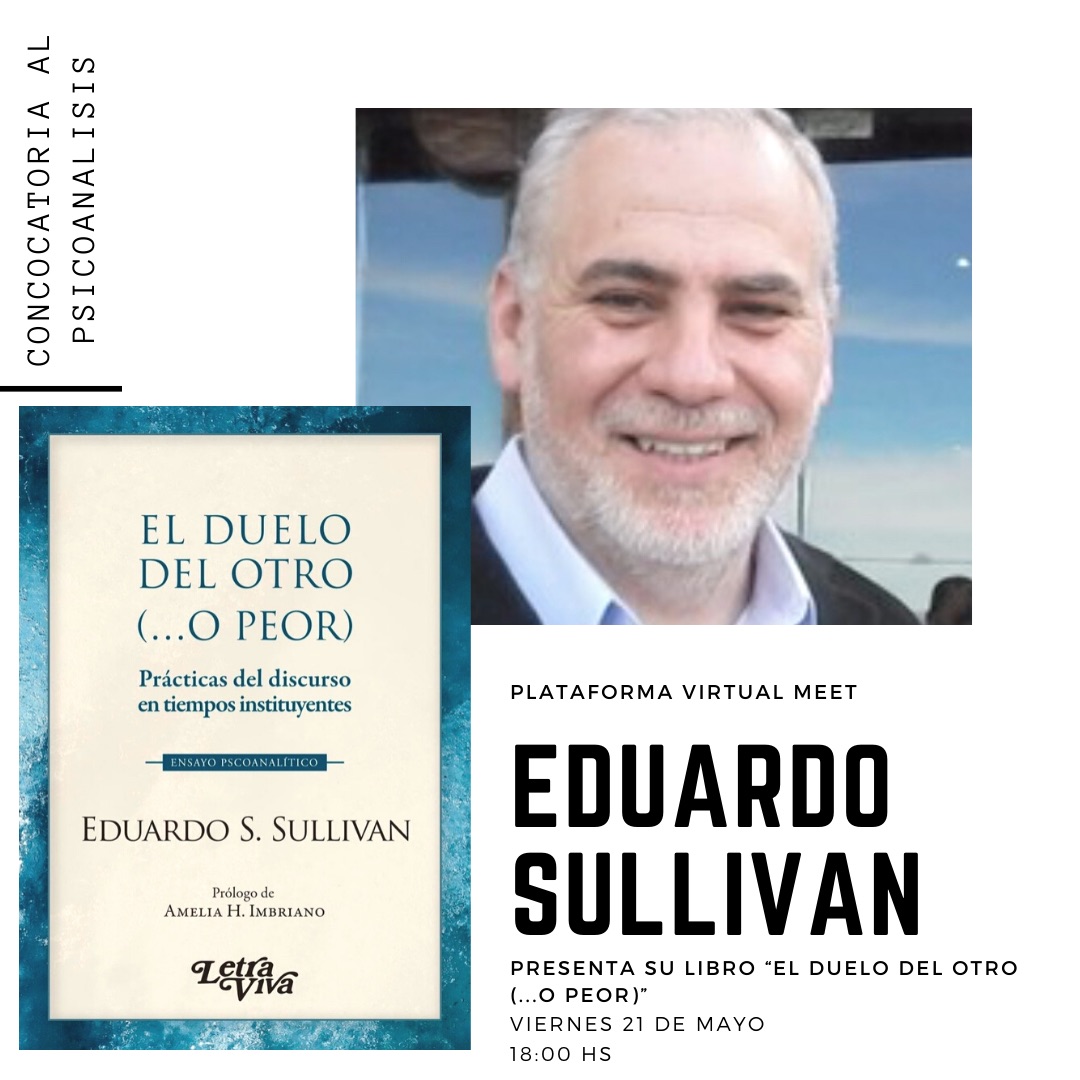 CONCOCATORIA AL
PSICOANALISIS
EL DUELO
DEL OTRO
(...O PEOR)
Prácticas del discurso
en tiempos instituyentes
ENSAYO PSCOANALÍTICO
EDUARDO S. SULLIVAN
Prólogo de
AMELIA H. IMBRIANO
Letra
Viva
PLATAFORMA VIRTUAL MEET
EDUARDO
SULLIVAN
PRESENTA SU LIBRO “EL DUELO DEL OTRO
(...O PEOR)”
VIERNES 21 DE MAYO
18:00 HS